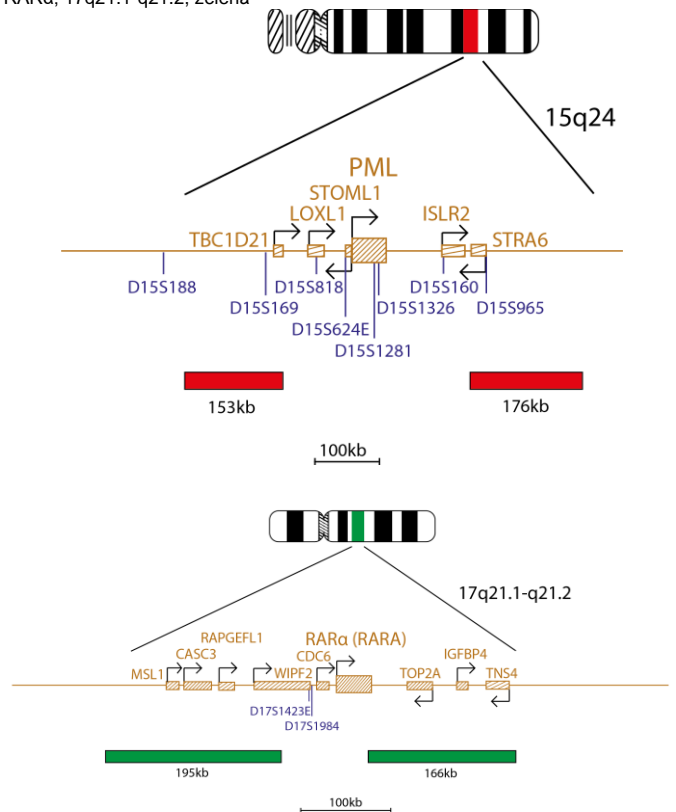 RARα, 17q21.1-q21.2, zelená
15q24
PML
STOML1
LOXL1
ISLR2
TBC1D21
STRA6
D15S188
D15S818
D15S160
D15S169
D15S1326
D15S965
D15S624E
D15S1281
153kb
176kb
100kb
17q21.1-q21.2
RAPGEFL1
RARα (RARA)
CASC3
CDC6
IGFBP4
MSL1
WIPF2
TOP2A
TNS4
D17S1423E
D17S1984
195kb
166kb
100kb